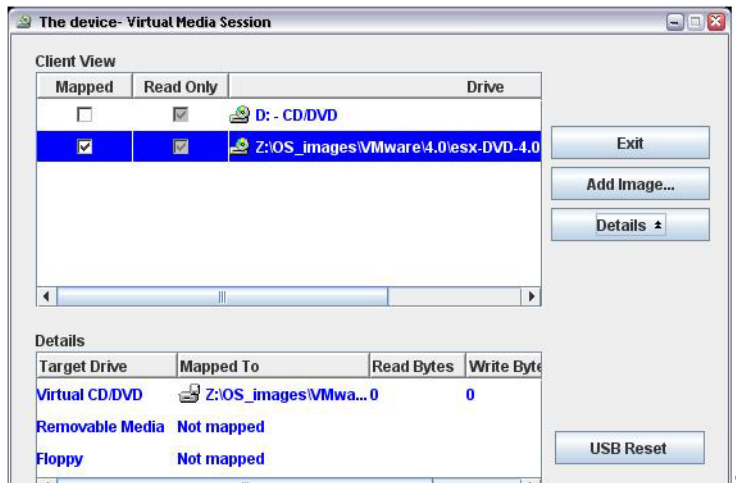 The device- Virtual Media Session
Client View
Mapped Read Only Drive
D: - CD/DVD
Z:\OS_images\VMware\4.0\esx-DVD-4.0
Exit
Add Image...
Details
Details
Target Drive Mapped To Read Bytes Write Byte
Virtual CD/DVD Z:\OS_images\VMwa... 0 0
Removable Media Not mapped
Floppy Not mapped
USB Reset